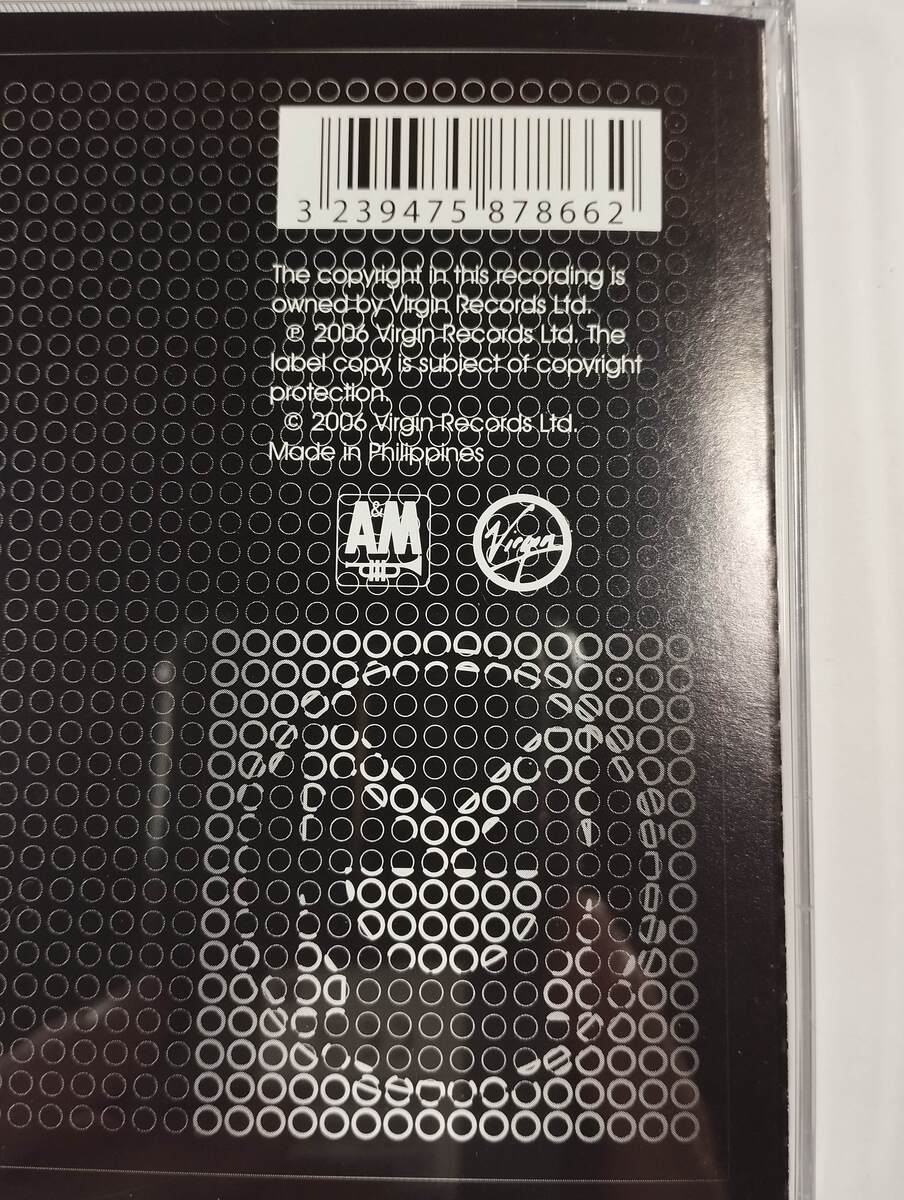 3 239475 878662
The copyright in this recording is
owned by Virgin Records Ltd.
℗ 2006 Virgin Records Ltd. The
label copy is subject of copyright
protection.
© 2006 Virgin Records Ltd.
Made in Philippines
A&M
Virgin